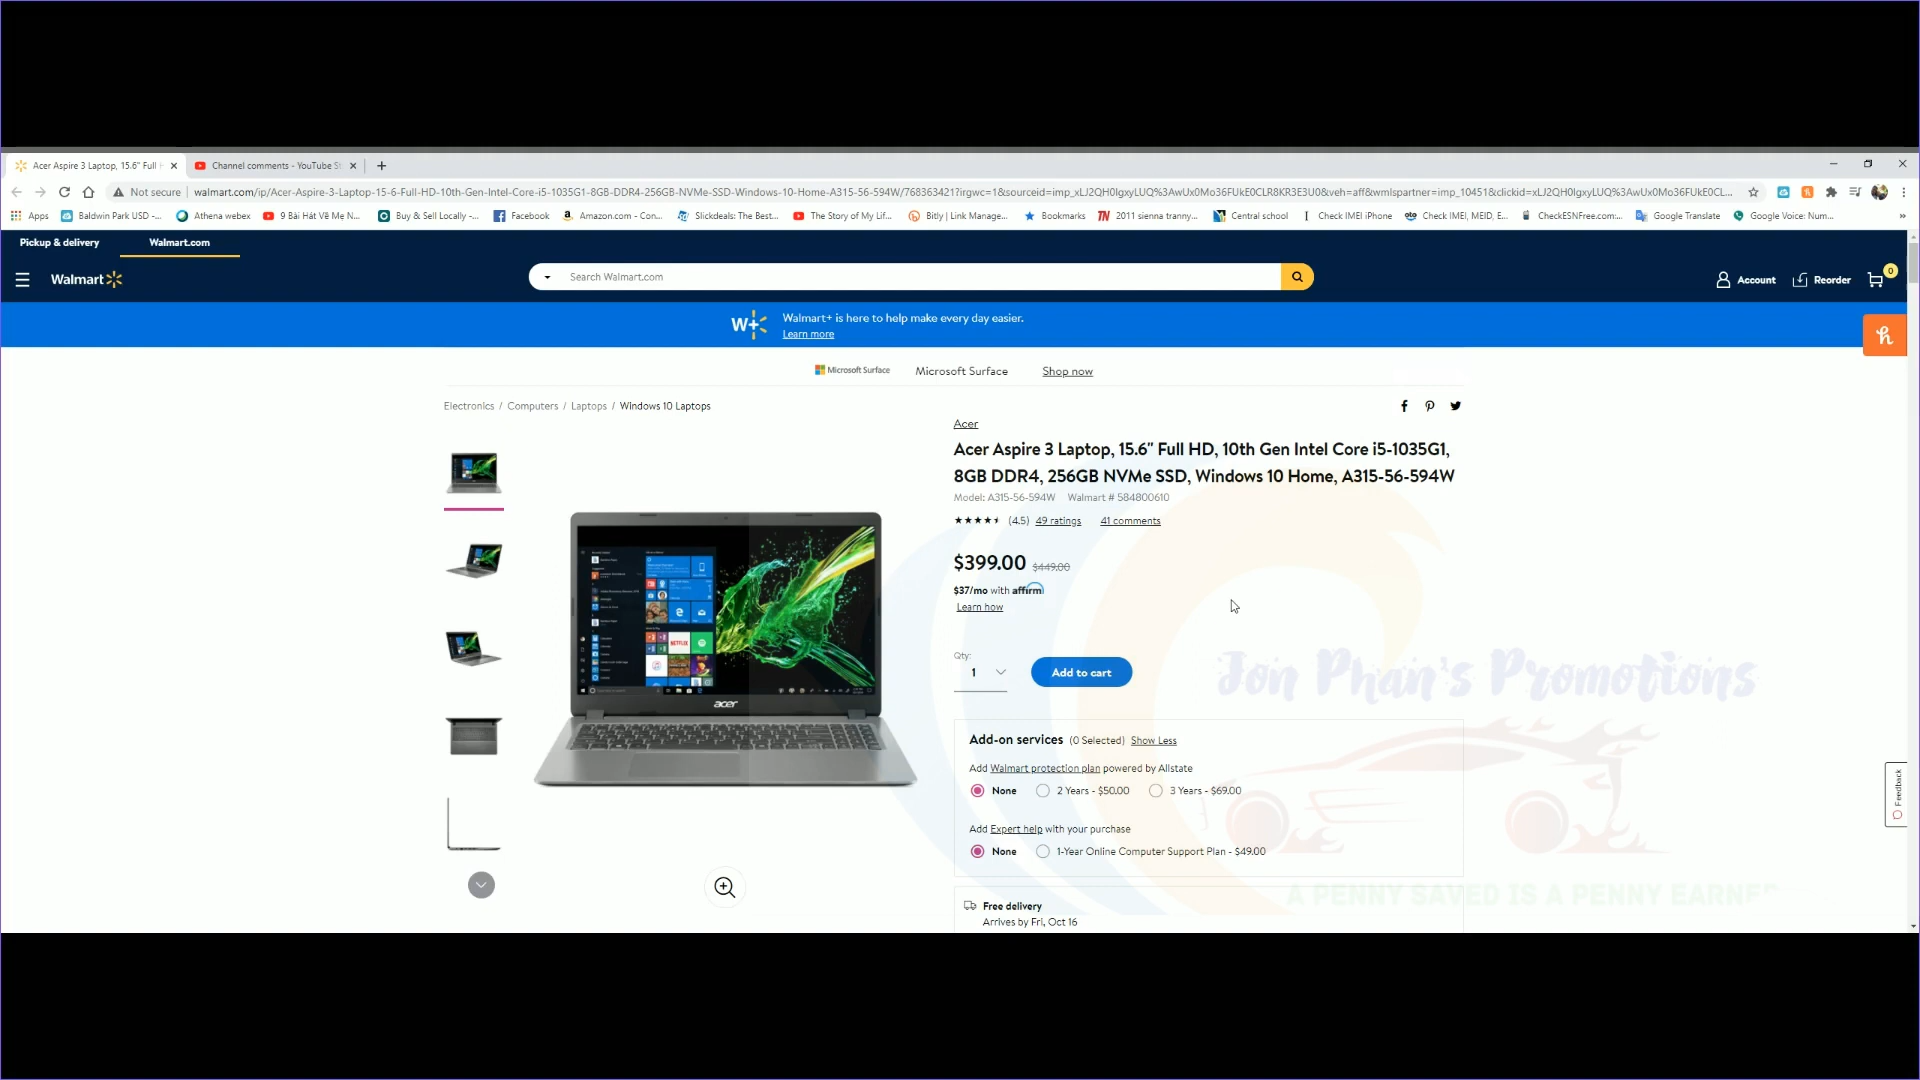 Acer Aspire 3 Laptop, 15.6" Full H
Channel comments - YouTube St
Not secure
walmart.com/ip/Acer-Aspire-3-Laptop-15-6-Full-HD-10th-Gen-Intel-Core-i5-1035G1-8GB-DDR4-256GB-NVMe-SSD-Windows-10-Home-A315-56-594W/768363421?irgwc=1&sourceid=imp_xLJ2QH0lgxyLUQ%3AwUx0Mo36FUkE0CLR8KR3E3U0&veh=aff&wmlspartner=imp_10451&clickid=xLJ2QH0lgxyLUQ%3AwUx0Mo36FUkE0CL...
Apps
Baldwin Park USD -...
Athena webex
9 Bài Hát Về Mẹ N...
Buy & Sell Locally -...
Facebook
Amazon.com - Con...
Slickdeals: The Best...
The Story of My Lif...
Bitly | Link Manage...
Bookmarks
TN 2011 sienna tranny...
Central school
Check IMEI iPhone
Check IMEI, MEID, E...
CheckESNFree.com:...
Google Translate
Google Voice: Num...
Pickup & delivery
Walmart.com
Walmart
Search Walmart.com
Account
Reorder
0
W+
Walmart+ is here to help make every day easier.
Learn more
Microsoft Surface
Microsoft Surface
Shop now
Electronics / Computers / Laptops / Windows 10 Laptops
Acer
Acer Aspire 3 Laptop, 15.6" Full HD, 10th Gen Intel Core i5-1035G1,
8GB DDR4, 256GB NVMe SSD, Windows 10 Home, A315-56-594W
Model: A315-56-594W Walmart # 584800610
(4.5) 49 ratings 41 comments
$399.00 $449.00
$37/mo with affirm
Learn how
Qty:
1
Add to cart
NETFLIX
acer
Jon Phan's Promotions
Add-on services (0 Selected) Show Less
Add Walmart protection plan powered by Allstate
None
2 Years - $50.00
3 Years - $69.00
Add Expert help with your purchase
None
1-Year Online Computer Support Plan - $49.00
Feedback
A PENNY SAVED IS A PENNY EARNE
Free delivery
Arrives by Fri, Oct 16